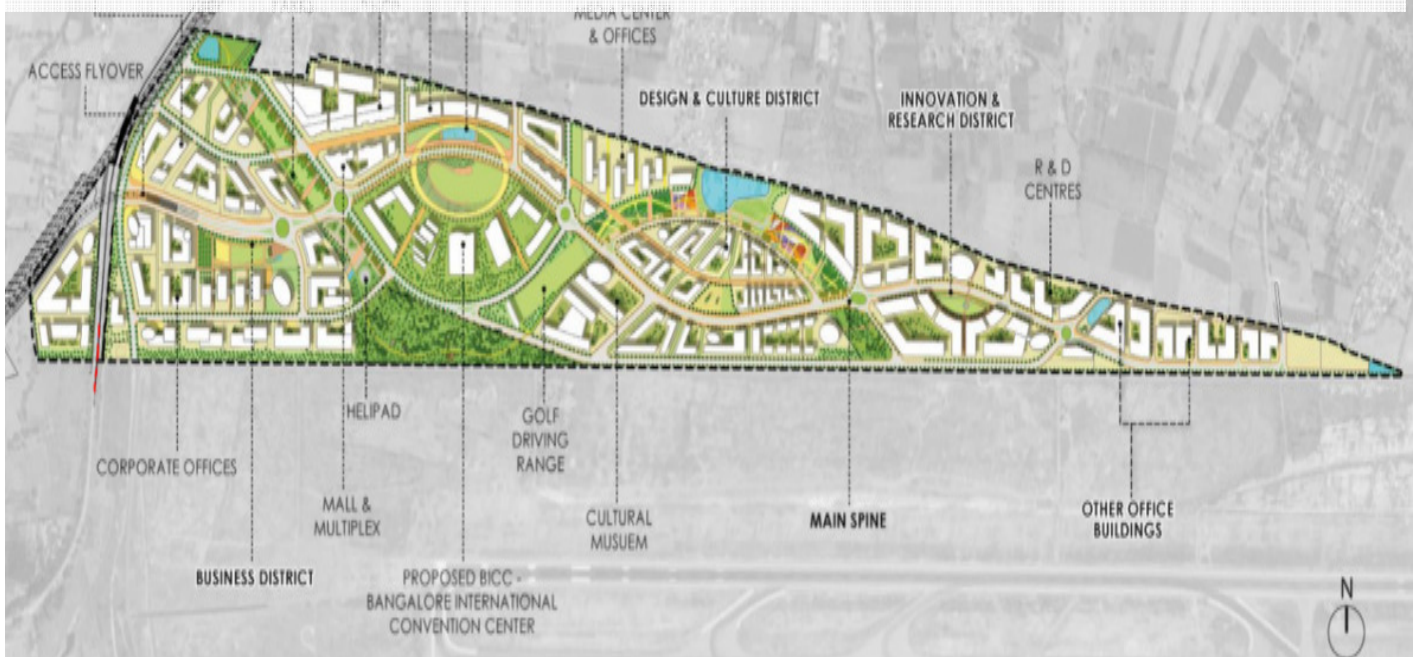 MEDIA CENTER
& OFFICES
ACCESS FLYOVER
DESIGN & CULTURE DISTRICT
INNOVATION &
RESEARCH DISTRICT
R & D
CENTRES
HELIPAD
GOLF
DRIVING
RANGE
CORPORATE OFFICES
MALL &
MULTIPLEX
CULTURAL
MUSUEM
MAIN SPINE
OTHER OFFICE
BUILDINGS
BUSINESS DISTRICT
PROPOSED BICC -
BANGALORE INTERNATIONAL
CONVENTION CENTER
N